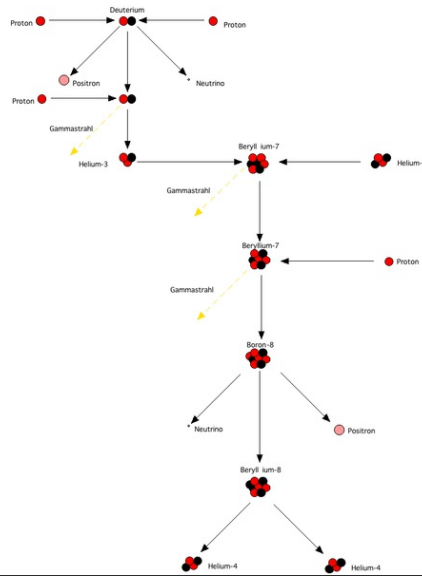 Deuterium
Proton
Proton
Positron
Neutrino
Proton
Gammastrahl
Helium-3
Beryll ium-7
Helium-
Gammastrahl
Beryllium-7
Proton
Gammastrahl
Boron-8
Neutrino
Positron
Beryll ium-8
Helium-4
Helium-4